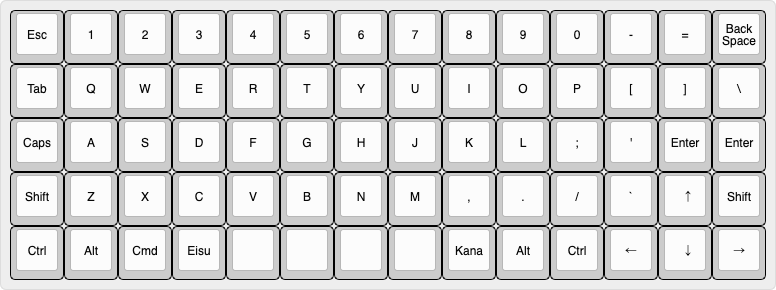 Esc 1 2 3 4 5 6 7 8 9 0 - = Back Space
Tab Q W E R T Y U I O P [ ] \
Caps A S D F G H J K L ; ' Enter Enter
Shift Z X C V B N M , . / ` ↑ Shift
Ctrl Alt Cmd Eisu Kana Alt Ctrl ← ↓ →